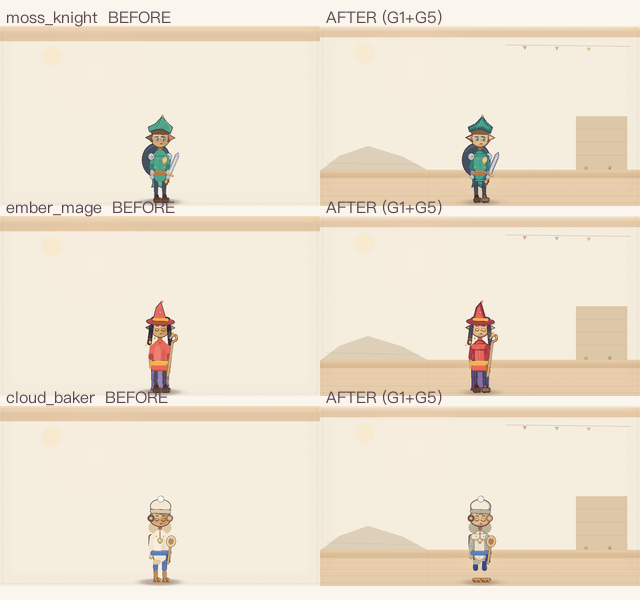 moss_knight BEFORE
AFTER (G1+G5)
ember_mage BEFORE
AFTER (G1+G5)
cloud_baker BEFORE
AFTER (G1+G5)